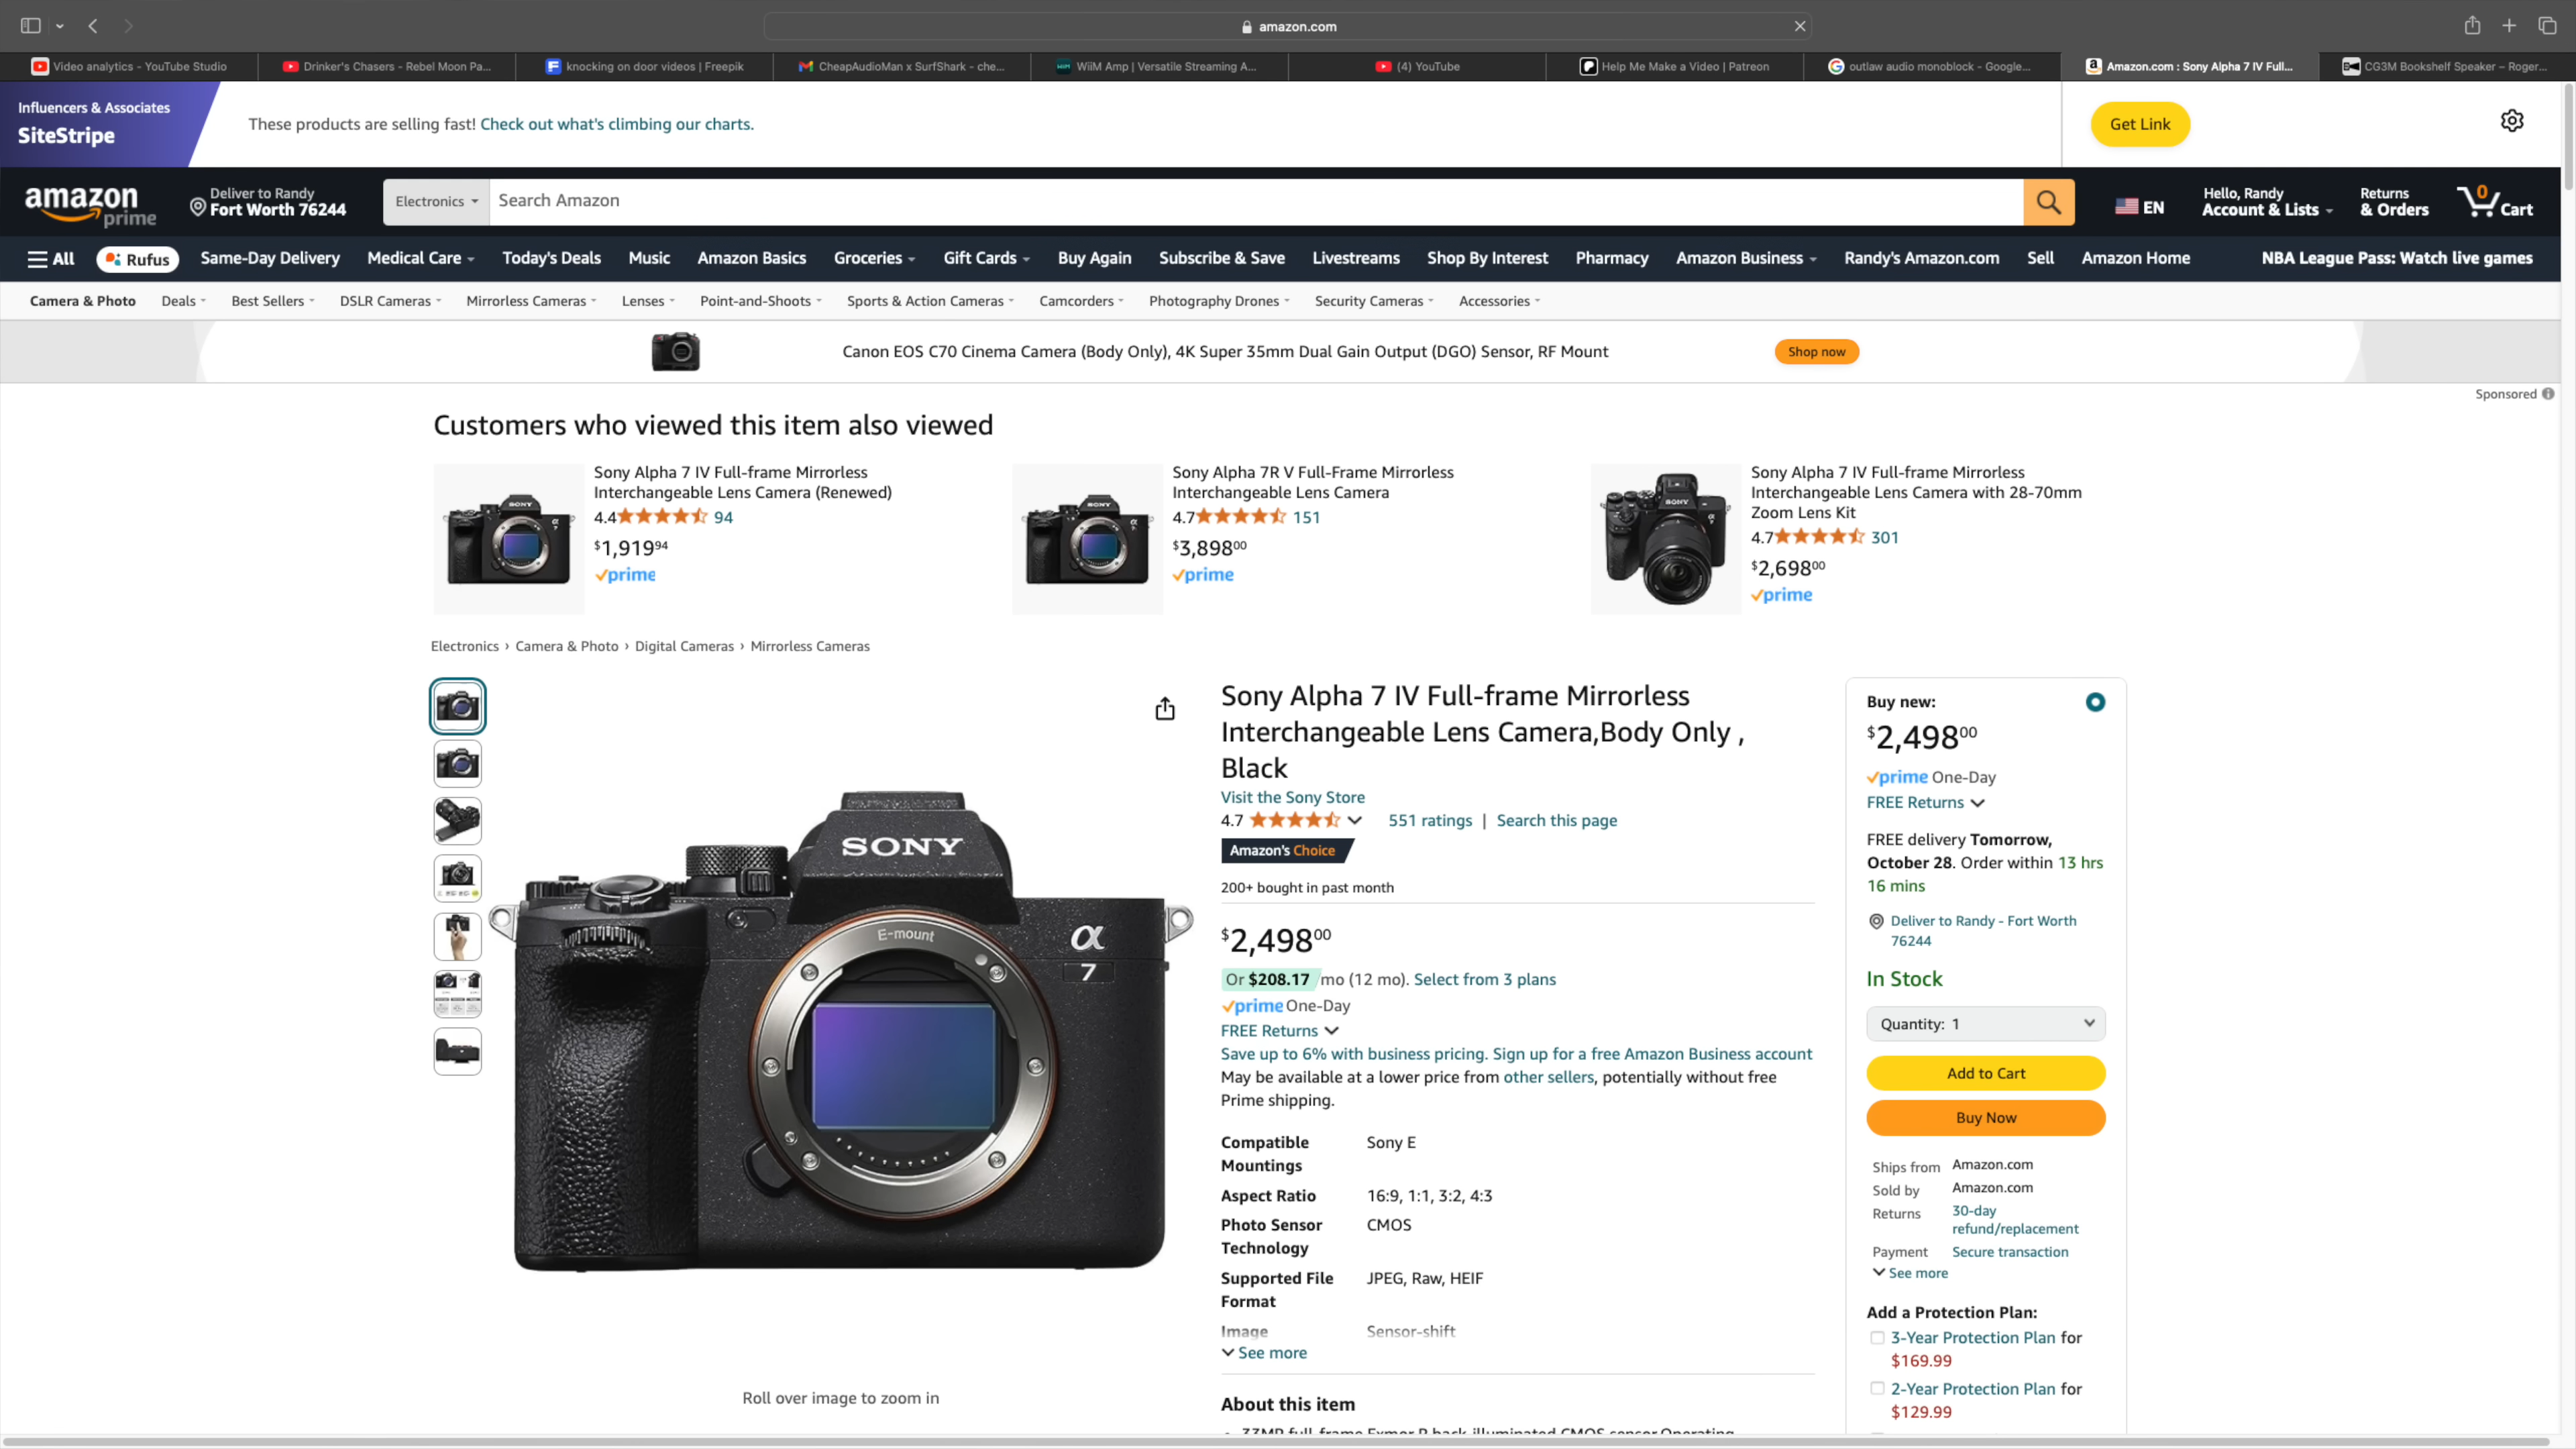 amazon.com
Video analytics - YouTube Studio
Drinker's Chasers - Rebel Moon Pa...
knocking on door videos | Freepik
CheapAudioMan x SurfShark - che...
WiiM Amp | Versatile Streaming A...
(4) YouTube
Help Me Make a Video | Patreon
outlaw audio monoblock - Google...
Amazon.com : Sony Alpha 7 IV Full...
CG3M Bookshelf Speaker – Roger...
Influencers & Associates
SiteStripe
These products are selling fast! Check out what's climbing our charts.
Get Link
amazon prime
Deliver to Randy
Fort Worth 76244
Electronics
Search Amazon
EN
Hello, Randy
Account & Lists
Returns
& Orders
0
Cart
All
Rufus
Same-Day Delivery
Medical Care
Today's Deals
Music
Amazon Basics
Groceries
Gift Cards
Buy Again
Subscribe & Save
Livestreams
Shop By Interest
Pharmacy
Amazon Business
Randy's Amazon.com
Sell
Amazon Home
NBA League Pass: Watch live games
Camera & Photo
Deals
Best Sellers
DSLR Cameras
Mirrorless Cameras
Lenses
Point-and-Shoots
Sports & Action Cameras
Camcorders
Photography Drones
Security Cameras
Accessories
Canon EOS C70 Cinema Camera (Body Only), 4K Super 35mm Dual Gain Output (DGO) Sensor, RF Mount
Shop now
Sponsored
Customers who viewed this item also viewed
Sony Alpha 7 IV Full-frame Mirrorless
Interchangeable Lens Camera (Renewed)
4.4 94
$1,919.94
prime
Sony Alpha 7R V Full-Frame Mirrorless
Interchangeable Lens Camera
4.7 151
$3,898.00
prime
Sony Alpha 7 IV Full-frame Mirrorless
Interchangeable Lens Camera with 28-70mm
Zoom Lens Kit
4.7 301
$2,698.00
prime
Electronics › Camera & Photo › Digital Cameras › Mirrorless Cameras
SONY
E-mount
α
7
Roll over image to zoom in
Sony Alpha 7 IV Full-frame Mirrorless
Interchangeable Lens Camera,Body Only ,
Black
Visit the Sony Store
4.7 551 ratings | Search this page
Amazon's Choice
200+ bought in past month
$2,498.00
Or $208.17 /mo (12 mo). Select from 3 plans
prime One-Day
FREE Returns
Save up to 6% with business pricing. Sign up for a free Amazon Business account
May be available at a lower price from other sellers, potentially without free
Prime shipping.
Compatible Sony E
Mountings
Aspect Ratio 16:9, 1:1, 3:2, 4:3
Photo Sensor CMOS
Technology
Supported File JPEG, Raw, HEIF
Format
Image Sensor-shift
See more
About this item
33MP full-frame Exmor R back-illuminated CMOS sensor.Operating
Buy new:
$2,498.00
prime One-Day
FREE Returns
FREE delivery Tomorrow,
October 28. Order within 13 hrs
16 mins
Deliver to Randy - Fort Worth
76244
In Stock
Quantity: 1
Add to Cart
Buy Now
Ships from Amazon.com
Sold by Amazon.com
Returns 30-day
refund/replacement
Payment Secure transaction
See more
Add a Protection Plan:
3-Year Protection Plan for
$169.99
2-Year Protection Plan for
$129.99